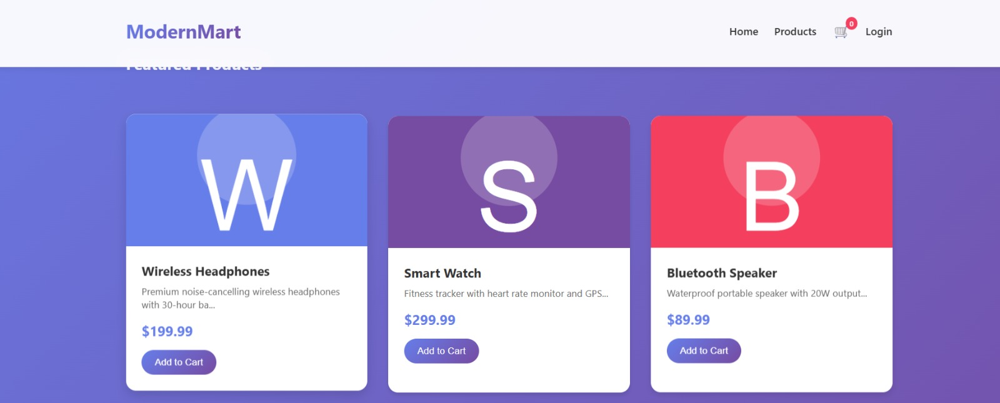 ModernMart
Home
Products
0
Login
Featured Products
W
S
B
Wireless Headphones
Premium noise-cancelling wireless headphones
with 30-hour ba...
$199.99
Add to Cart
Smart Watch
Fitness tracker with heart rate monitor and GPS...
$299.99
Add to Cart
Bluetooth Speaker
Waterproof portable speaker with 20W output...
$89.99
Add to Cart